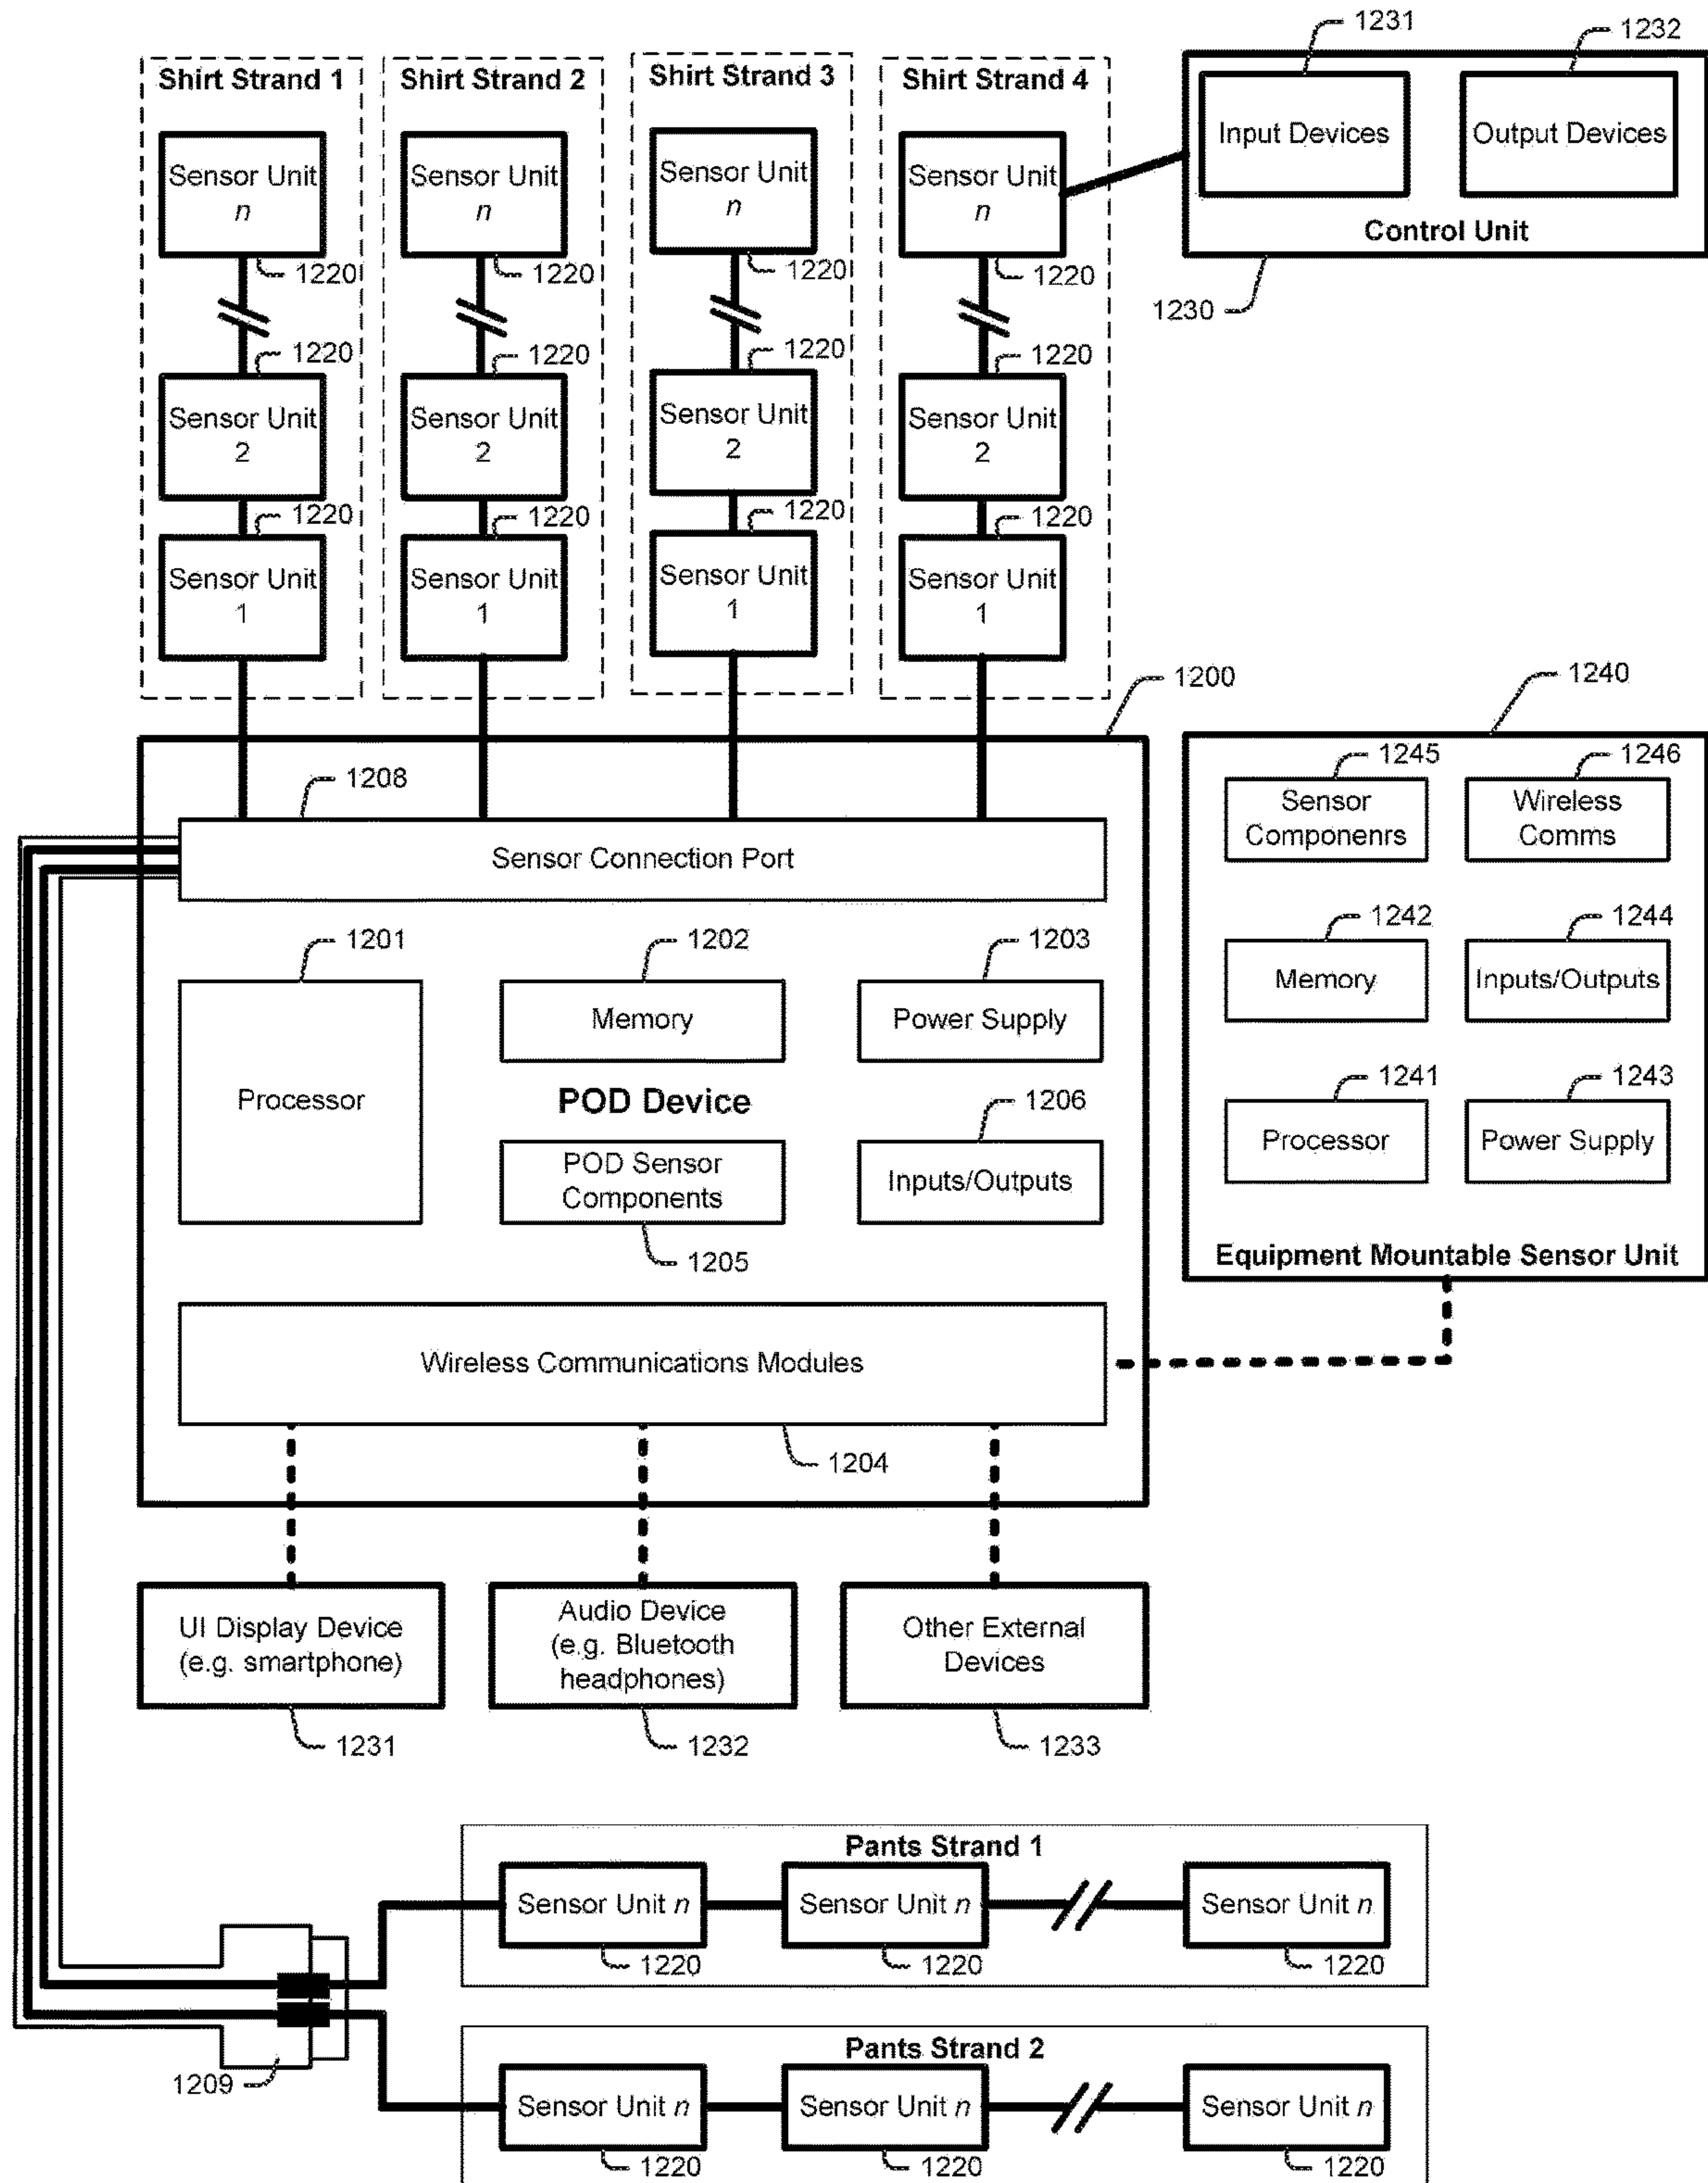 1231
1232
Shirt Strand 1
Shirt Strand 2
Shirt Strand 3
Shirt Strand 4
Input Devices
Output Devices
Control Unit
1230
Sensor Unit
n
Sensor Unit
n
Sensor Unit
n
Sensor Unit
n
1220
1220
1220
1220
1220
1220
1220
1220
Sensor Unit
2
Sensor Unit
2
Sensor Unit
2
Sensor Unit
2
1220
1220
1220
1220
Sensor Unit
1
Sensor Unit
1
Sensor Unit
1
Sensor Unit
1
1200
1240
1208
Sensor Connection Port
1245
1246
Sensor
Componenrs
Wireless
Comms
1201
1202
1203
Processor
Memory
Power Supply
POD Device
1206
POD Sensor
Components
Inputs/Outputs
1205
1242
1244
Memory
Inputs/Outputs
1241
1243
Processor
Power Supply
Equipment Mountable Sensor Unit
Wireless Communications Modules
1204
UI Display Device
(e.g. smartphone)
Audio Device
(e.g. Bluetooth
headphones)
Other External
Devices
1231
1232
1233
Pants Strand 1
Sensor Unit n
Sensor Unit n
Sensor Unit n
1220
1220
1220
1209
Pants Strand 2
Sensor Unit n
Sensor Unit n
Sensor Unit n
1220
1220
1220